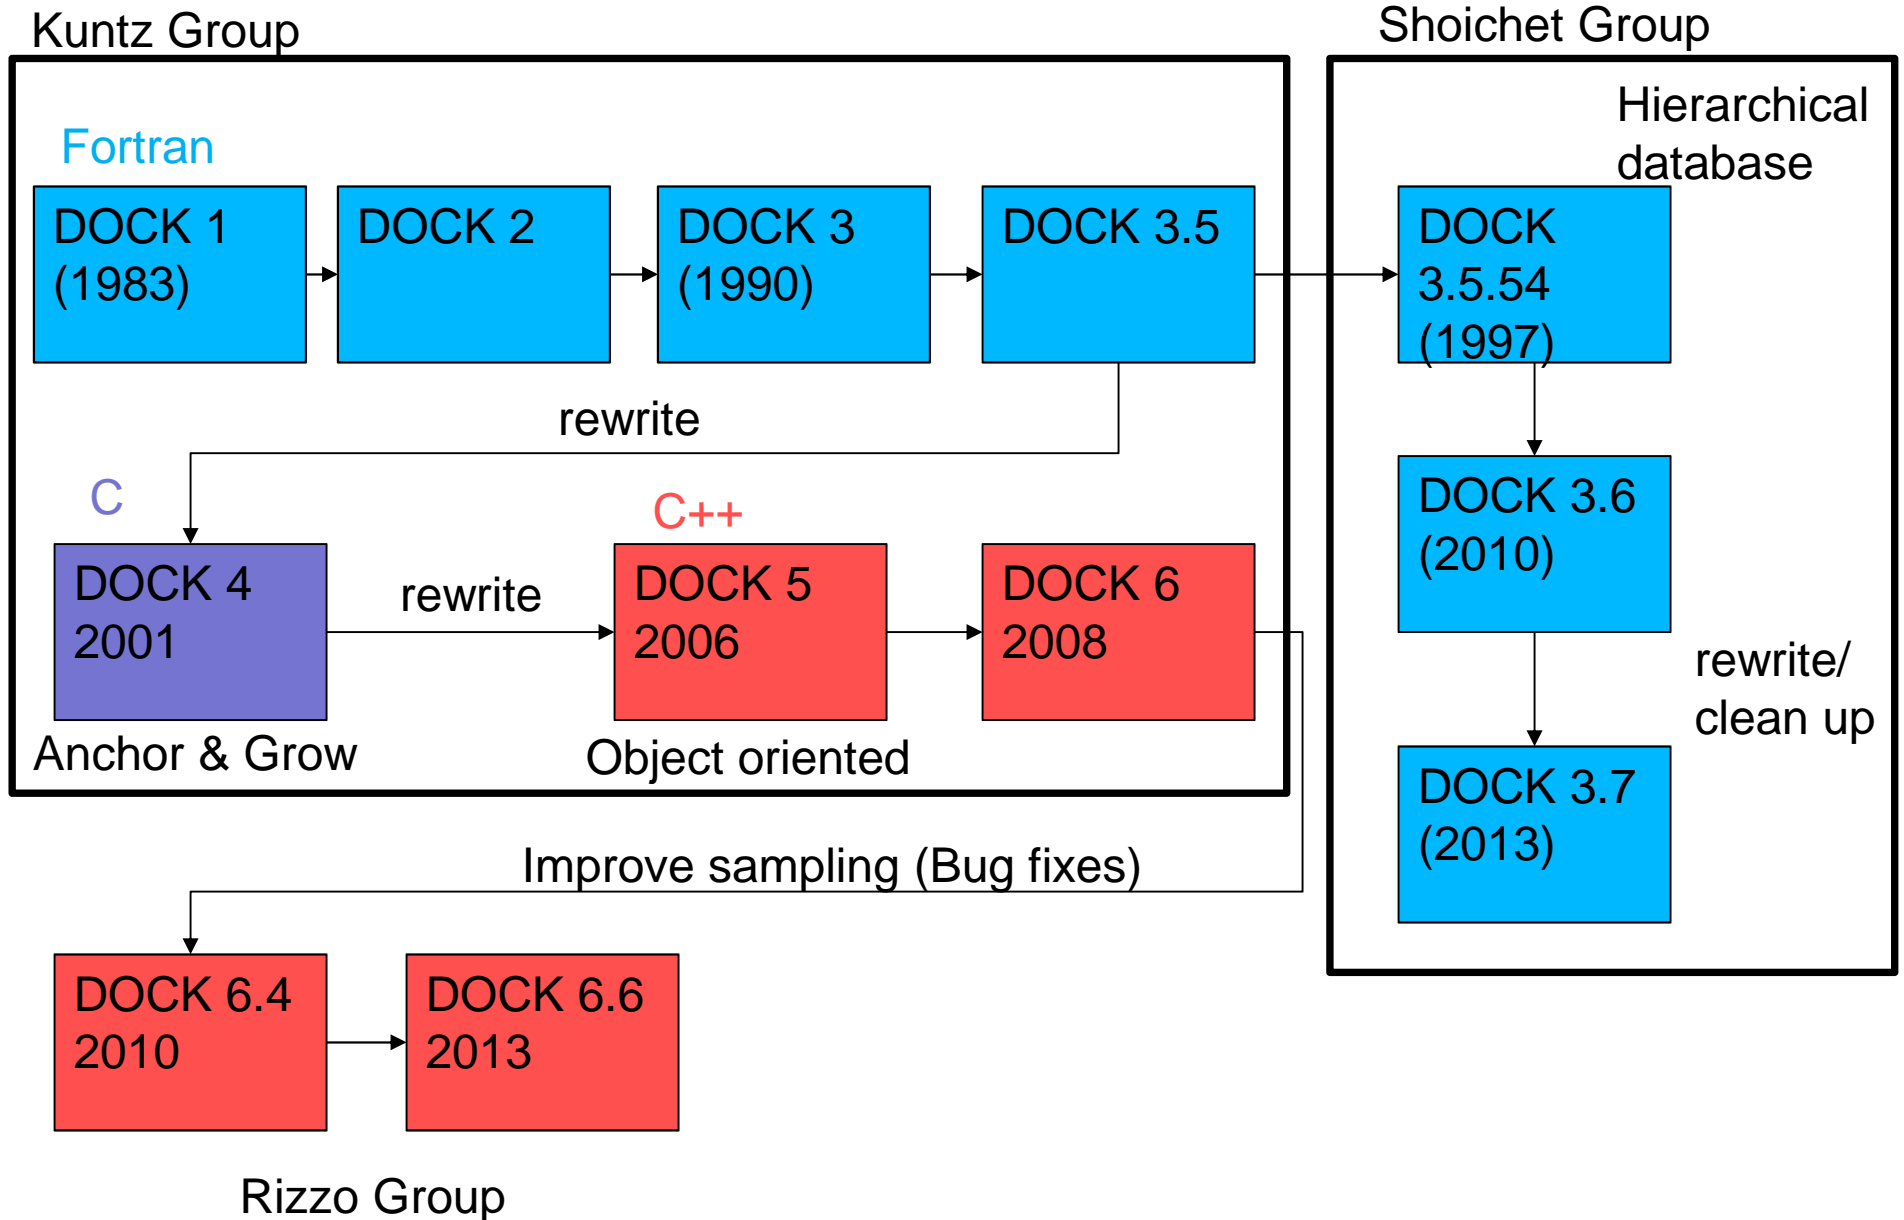 Kuntz Group
Shoichet Group
Hierarchical
database
Fortran
DOCK 1
(1983)
DOCK 2
DOCK 3
(1990)
DOCK 3.5
DOCK
3.5.54
(1997)
rewrite
C
C++
DOCK 4
2001
rewrite
DOCK 5
2006
DOCK 6
2008
DOCK 3.6
(2010)
rewrite/
clean up
Anchor & Grow
Object oriented
DOCK 3.7
(2013)
Improve sampling (Bug fixes)
DOCK 6.4
2010
DOCK 6.6
2013
Rizzo Group